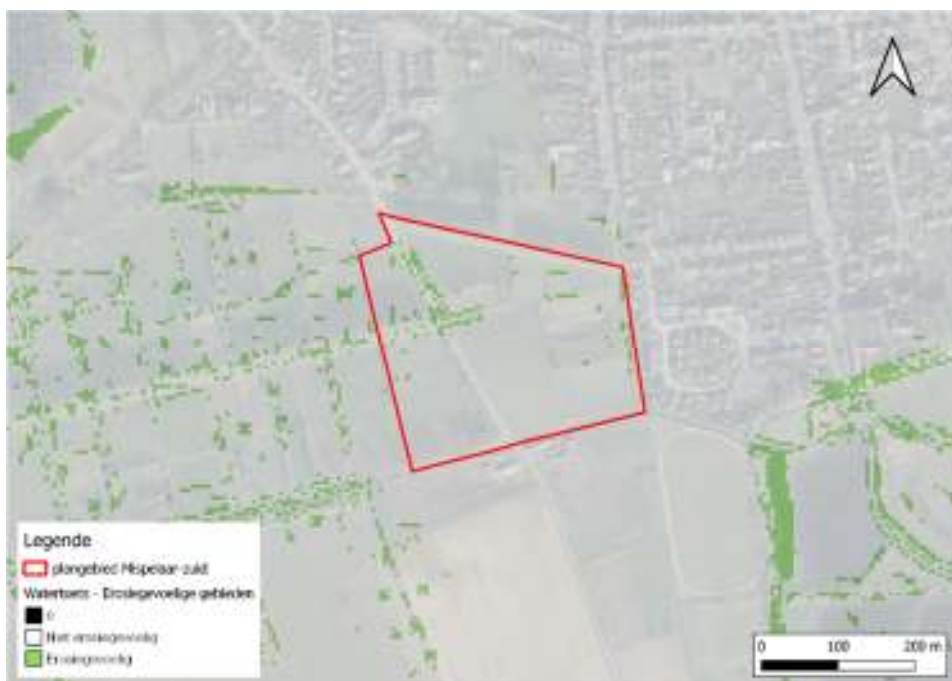 Legende
plangebied Mispelaar-zuid
Watertoets - Erosiegevoelige gebieden
0
Niet erosiegevoelig
Erosiegevoelig
0 100 200 m